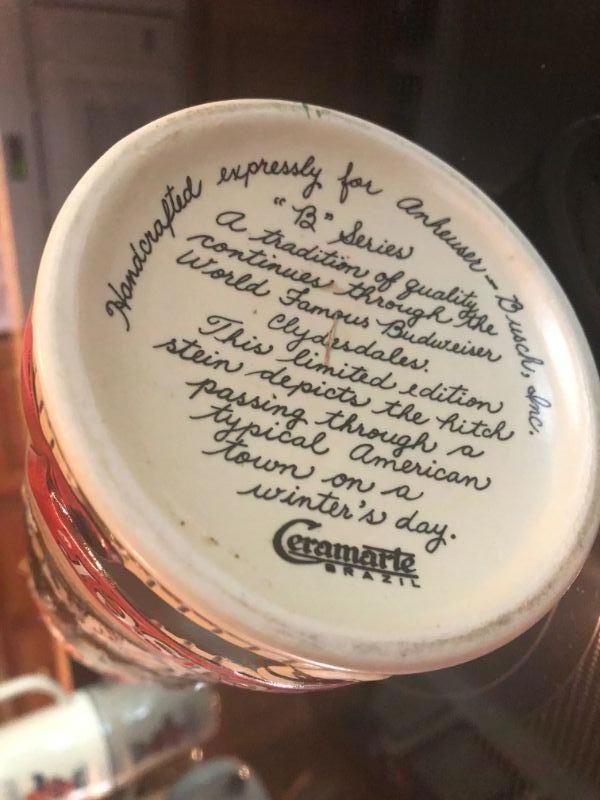 Handcrafted expressly for Anheuser-Busch, Inc.
"B" Series
A tradition of quality
continues through the
World Famous Budweiser
Clydesdales.
This limited edition
stein depicts the hitch
passing through a
typical American
town on a
winter's day.
Ceramarte
BRAZIL